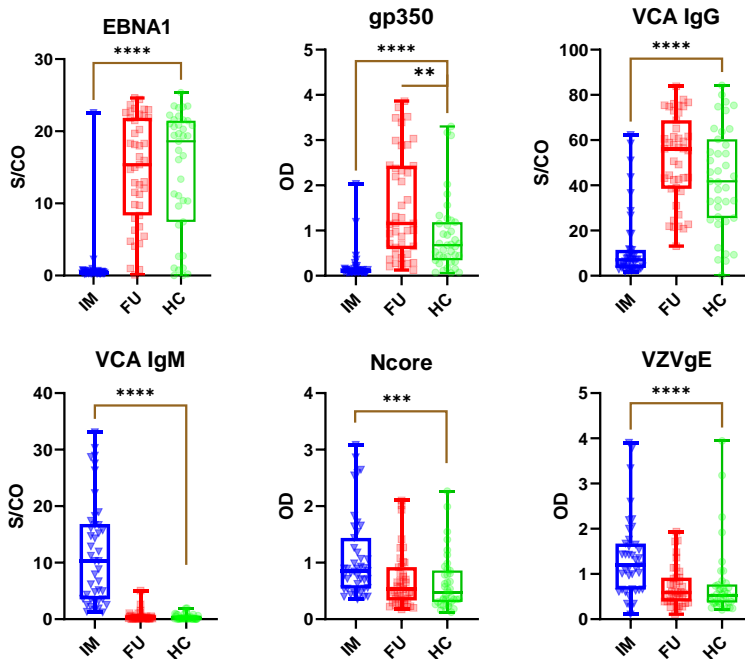 EBNA1
gp350
VCA IgG
****
****
**
****
30
20
10
0
S/CO
IM
FU
HC
5
4
3
2
1
0
OD
IM
FU
HC
100
80
60
40
20
0
S/CO
IM
FU
HC
VCA IgM
Ncore
VZVgE
****
***
****
40
30
20
10
0
S/CO
IM
FU
HC
4
3
2
1
0
OD
IM
FU
HC
5
4
3
2
1
0
OD
IM
FU
HC